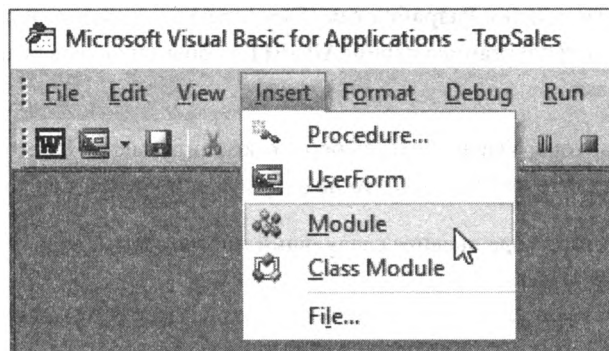 Microsoft Visual Basic for Applications - TopSales
File Edit View Insert Format Debug Run
Procedure...
UserForm
Module
Class Module
File...